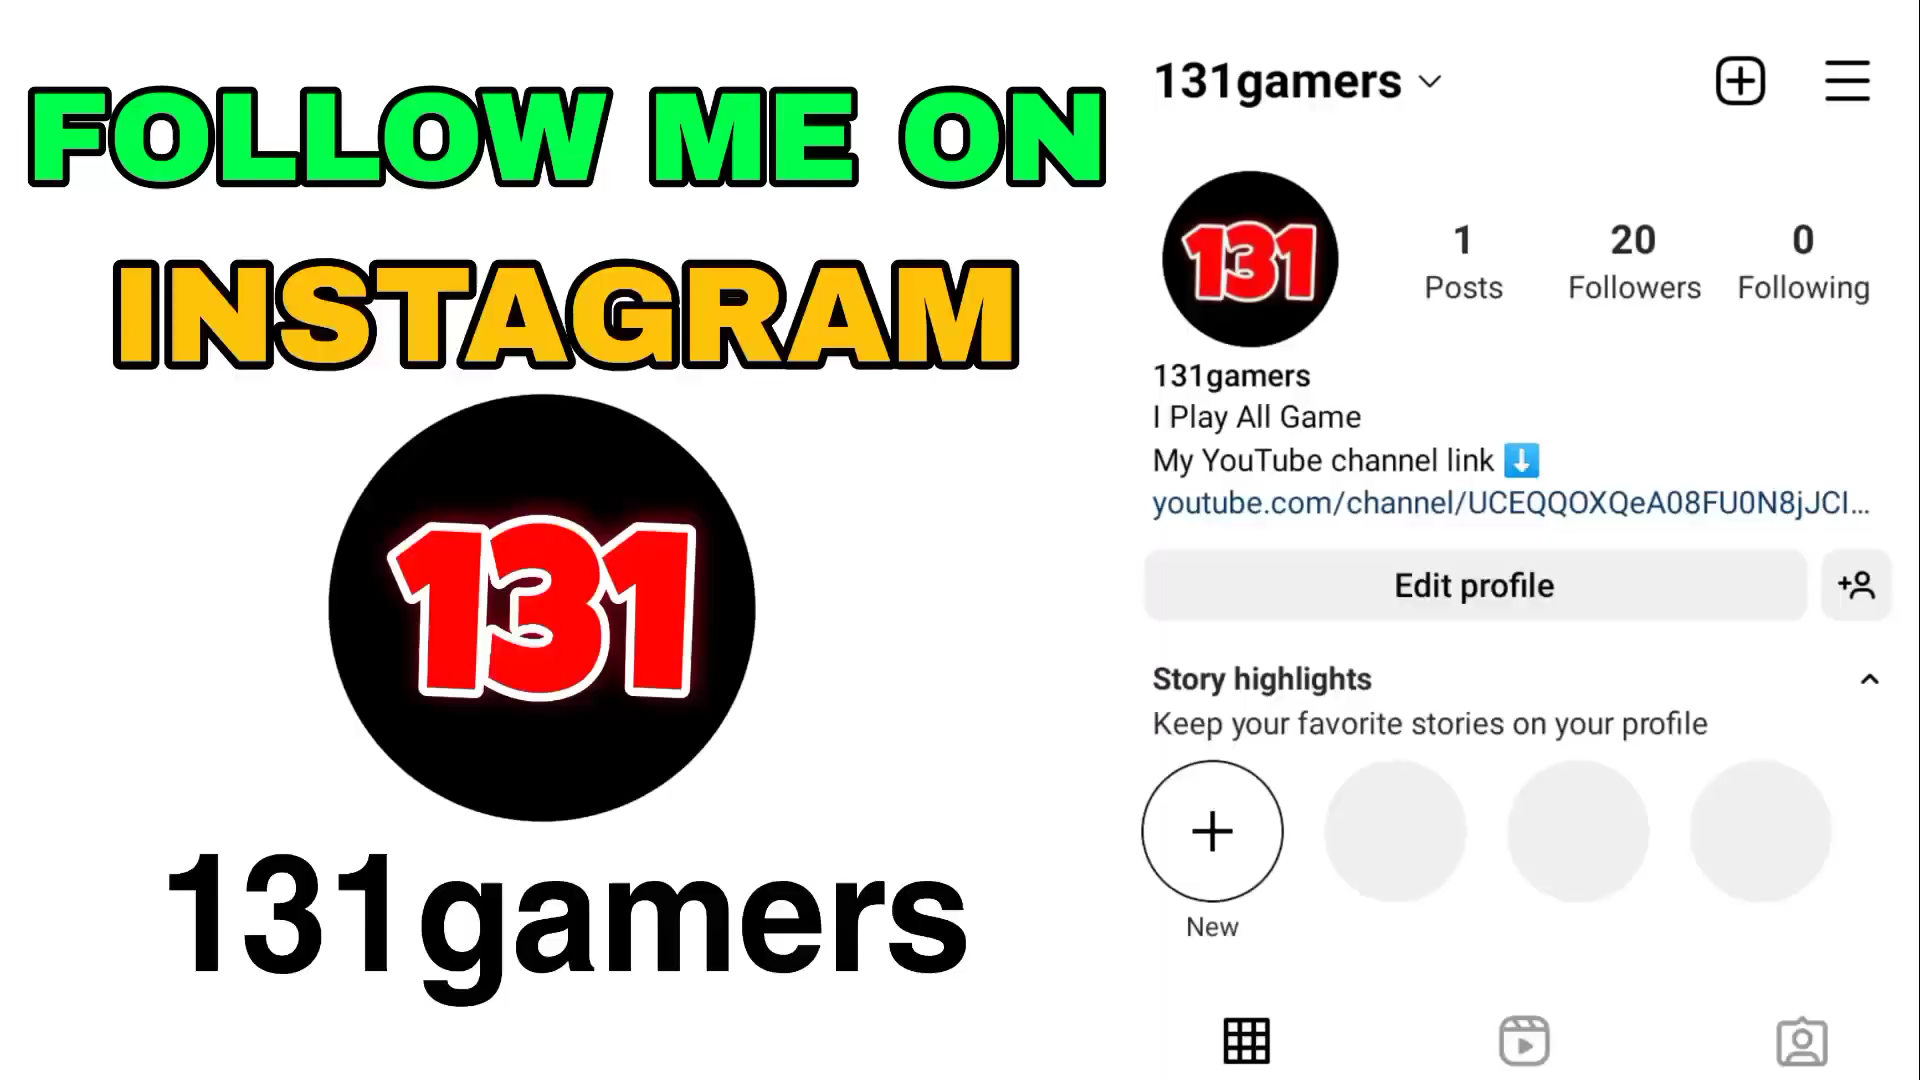 FOLLOW ME ON
INSTAGRAM
131
131gamers
131gamers
131
1
Posts
20
Followers
0
Following
131gamers
I Play All Game
My YouTube channel link ⬇️
youtube.com/channel/UCEQQOXQeA08FU0N8jJCI...
Edit profile
Story highlights
Keep your favorite stories on your profile
New